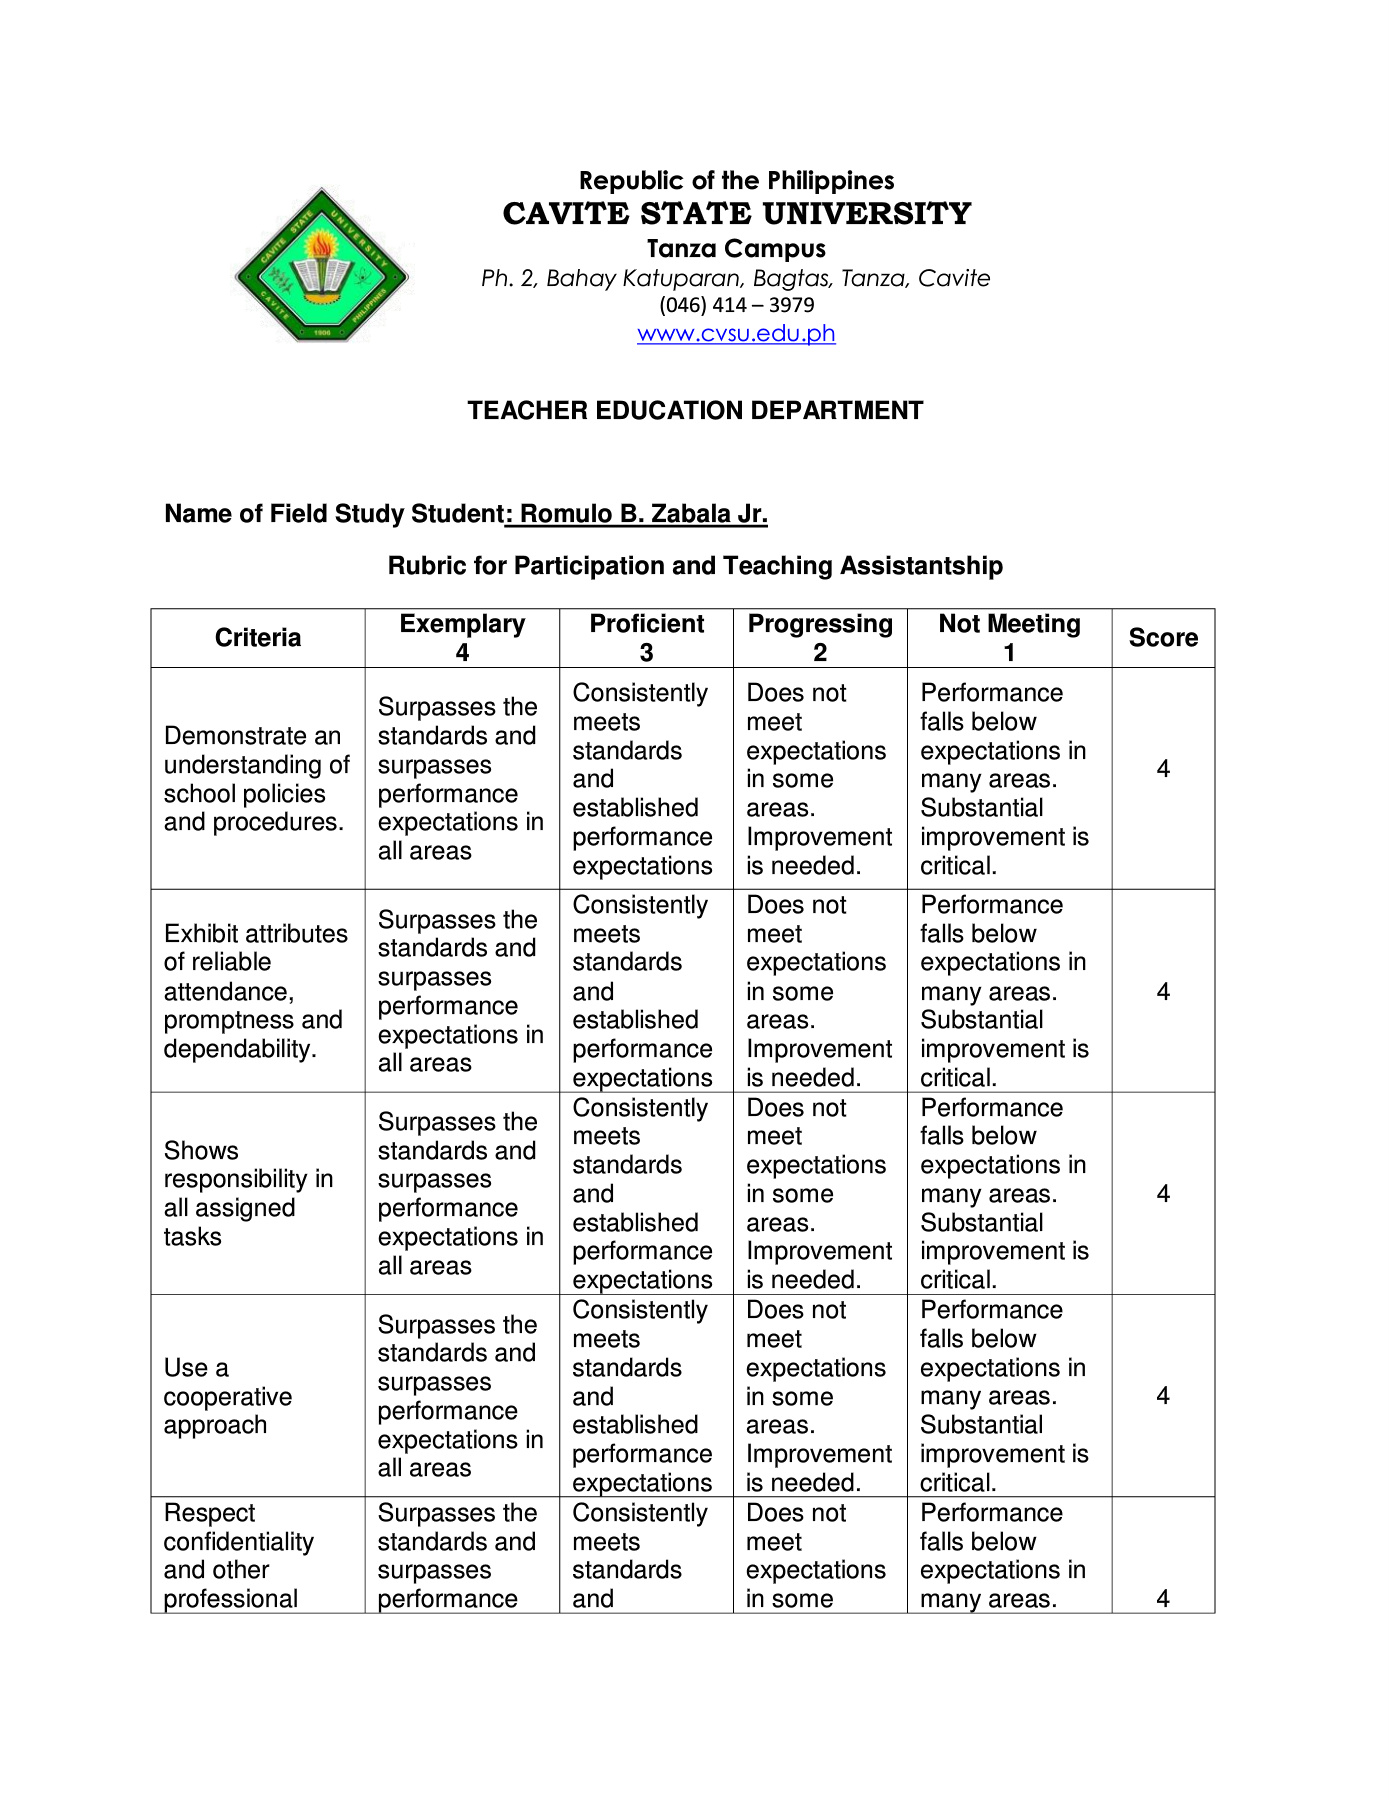 Republic of the Philippines
CAVITE STATE UNIVERSITY
Tanza Campus
Ph. 2, Bahay Katuparan, Bagtas, Tanza, Cavite
(046) 414 – 3979
www.cvsu.edu.ph
CAVITE STATE UNIVERSITY
CAVITE PHILIPPINES
1906
TEACHER EDUCATION DEPARTMENT
Name of Field Study Student: Romulo B. Zabala Jr.
Rubric for Participation and Teaching Assistantship
Criteria
Exemplary
4
Proficient
3
Progressing
2
Not Meeting
1
Score
Demonstrate an
understanding of
school policies
and procedures.
Surpasses the
standards and
surpasses
performance
expectations in
all areas
Consistently
meets
standards
and
established
performance
expectations
Does not
meet
expectations
in some
areas.
Improvement
is needed.
Performance
falls below
expectations in
many areas.
Substantial
improvement is
critical.
4
Exhibit attributes
of reliable
attendance,
promptness and
dependability.
Surpasses the
standards and
surpasses
performance
expectations in
all areas
Consistently
meets
standards
and
established
performance
expectations
Does not
meet
expectations
in some
areas.
Improvement
is needed.
Performance
falls below
expectations in
many areas.
Substantial
improvement is
critical.
4
Shows
responsibility in
all assigned
tasks
Surpasses the
standards and
surpasses
performance
expectations in
all areas
Consistently
meets
standards
and
established
performance
expectations
Does not
meet
expectations
in some
areas.
Improvement
is needed.
Performance
falls below
expectations in
many areas.
Substantial
improvement is
critical.
4
Use a
cooperative
approach
Surpasses the
standards and
surpasses
performance
expectations in
all areas
Consistently
meets
standards
and
established
performance
expectations
Does not
meet
expectations
in some
areas.
Improvement
is needed.
Performance
falls below
expectations in
many areas.
Substantial
improvement is
critical.
4
Respect
confidentiality
and other
professional
Surpasses the
standards and
surpasses
performance
Consistently
meets
standards
and
Does not
meet
expectations
in some
Performance
falls below
expectations in
many areas.
4